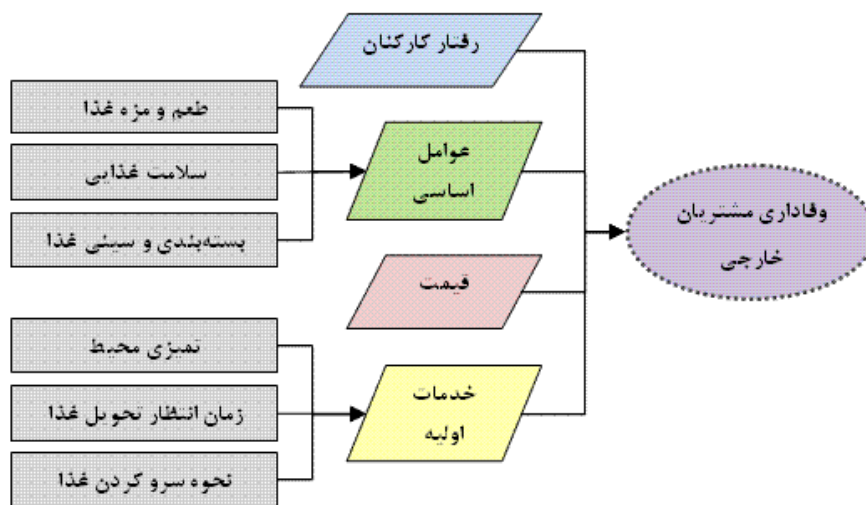 رفتار کارکنان
طعم و مزه غذا
سلامت غذایی
بسته‌بندی و سینی غذا
عوامل
اساسی
قیمت
تمیزی محیط
زمان انتظار تحویل غذا
نحوه سرو کردن غذا
خدمات
اولیه
وفاداری مشتریان
خارجی